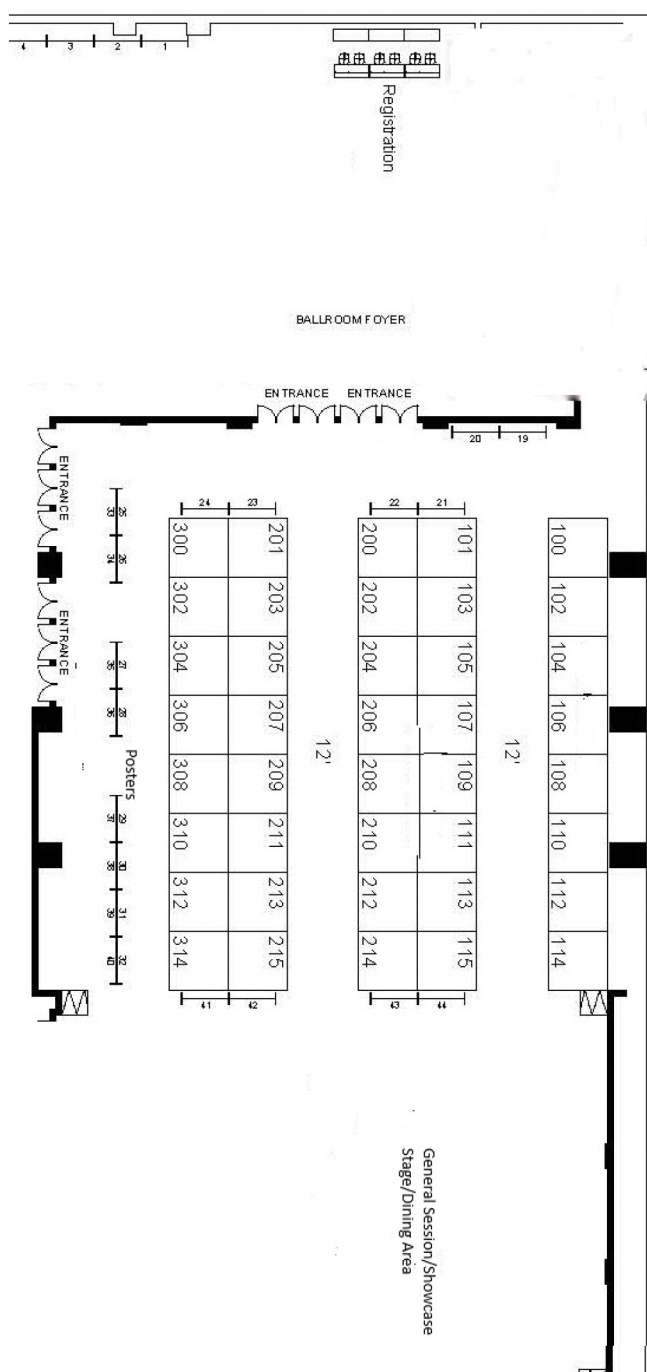 4 3 2 1
Registration
BALLROOM FOYER
ENTRANCE ENTRANCE
20 19
ENTRANCE
ENTRANCE
24 23 22 21
33 25
34 26
35 27
36 28
37 29
38 30
39 31
40 32
300 201 200 101 100
302 203 202 103 102
304 205 204 105 104
306 207 206 107 106
12' 12'
308 209 208 109 108
310 211 210 111 110
312 213 212 113 112
314 215 214 115 114
Posters
41 42 43 44
General Session/Showcase
Stage/Dining Area